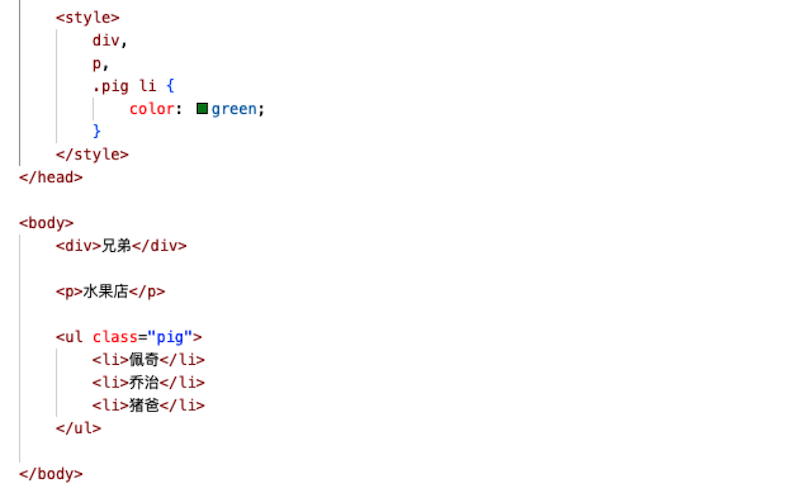 <style>
div,
p,
.pig li {
color: green;
}
</style>
</head>
<body>
<div>兄弟</div>
<p>水果店</p>
<ul class="pig">
<li>佩奇</li>
<li>乔治</li>
<li>猪爸</li>
</ul>
</body>